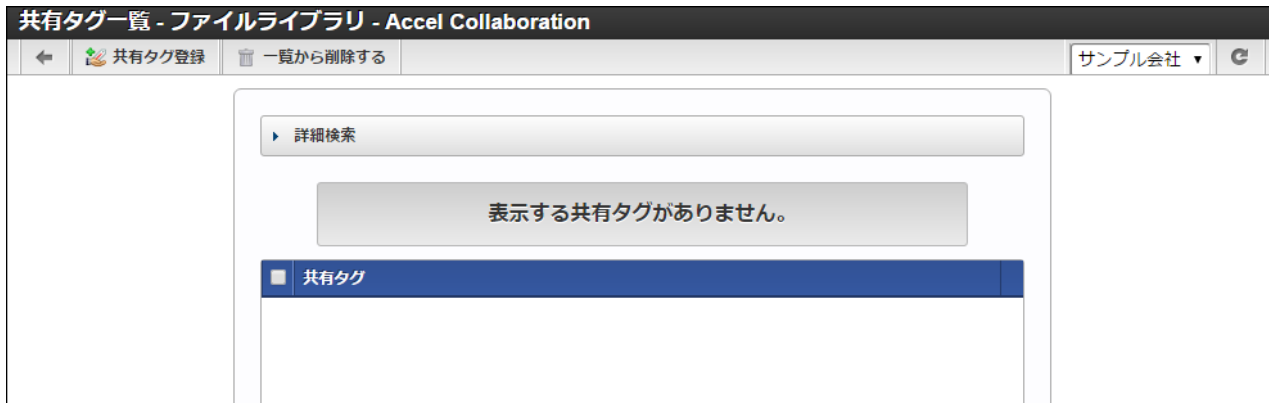 共有タグ一覧 - ファイルライブラリ - Accel Collaboration
共有タグ登録 一覧から削除する サンプル会社
詳細検索
表示する共有タグがありません。
共有タグ